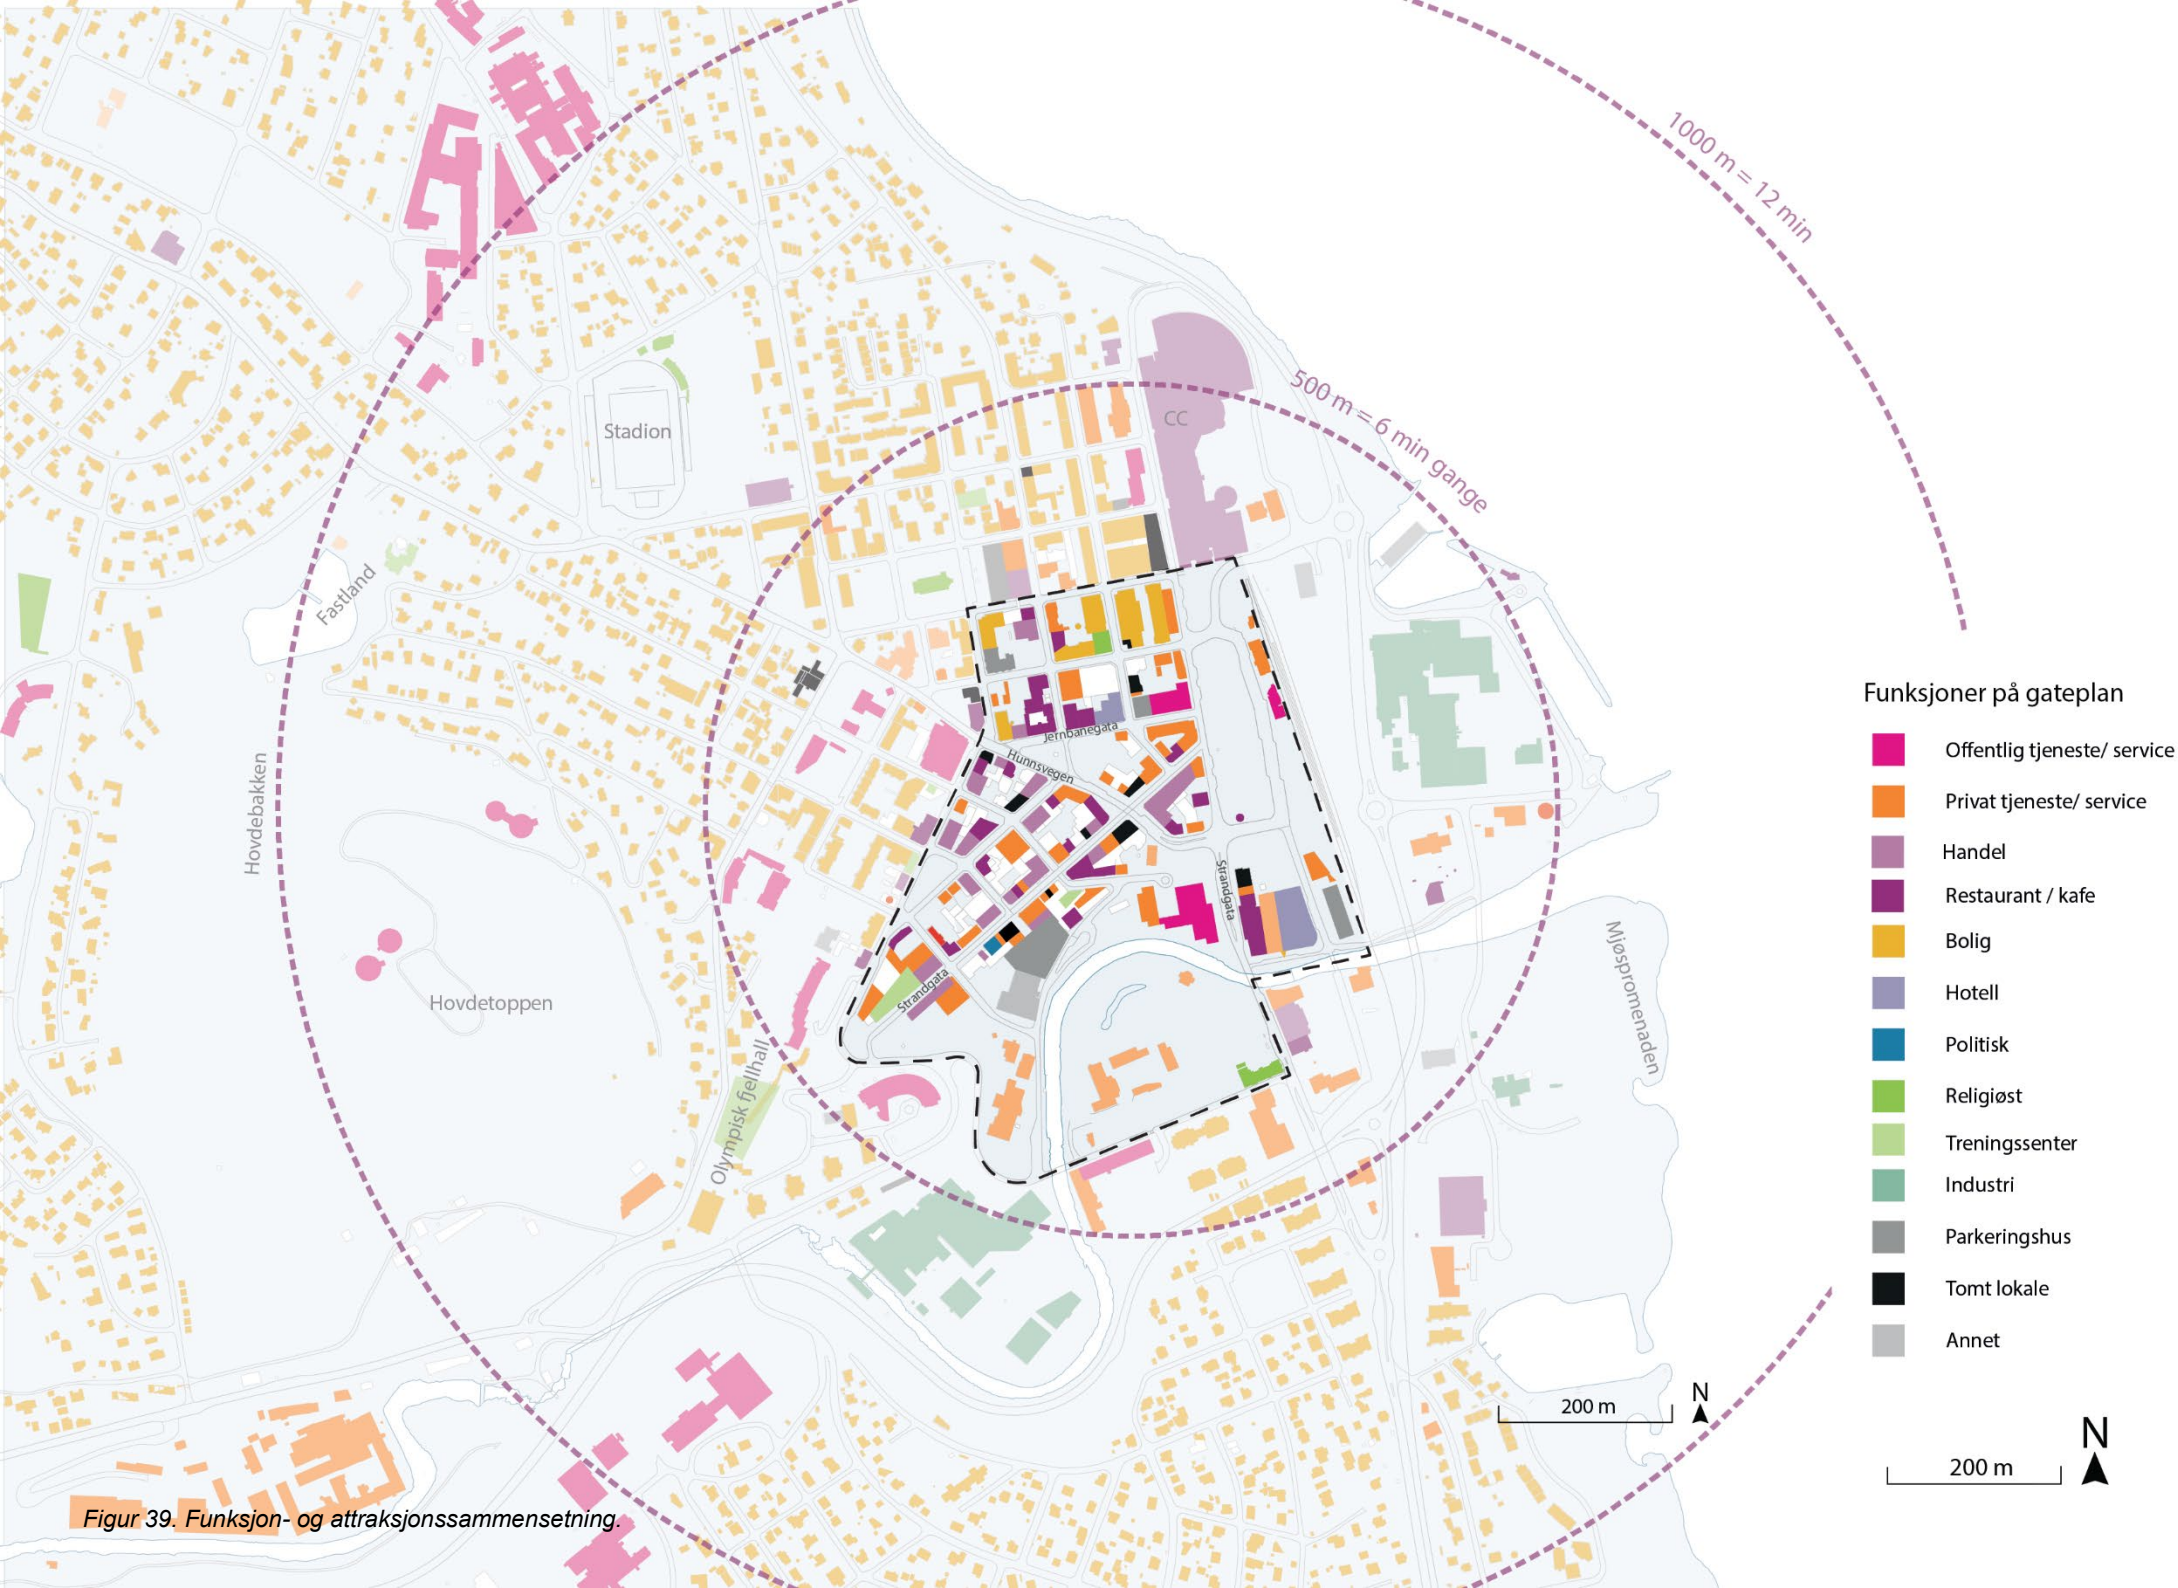 1000 m = 12 min
500 m = 6 min gange
CC
Stadion
Fastland
Jernbanegata
Hunnsvegen
Hovdebakken
Strandgata
Strandgata
Hovdetoppen
Mjøspromenaden
Olympisk fjellhall
Funksjoner på gateplan
Offentlig tjeneste/ service
Privat tjeneste/ service
Handel
Restaurant / kafe
Bolig
Hotell
Politisk
Religiøst
Treningssenter
Industri
Parkeringshus
Tomt lokale
Annet
200 m
N
200 m
N
Figur 39. Funksjon- og attraksjonssammensetning.